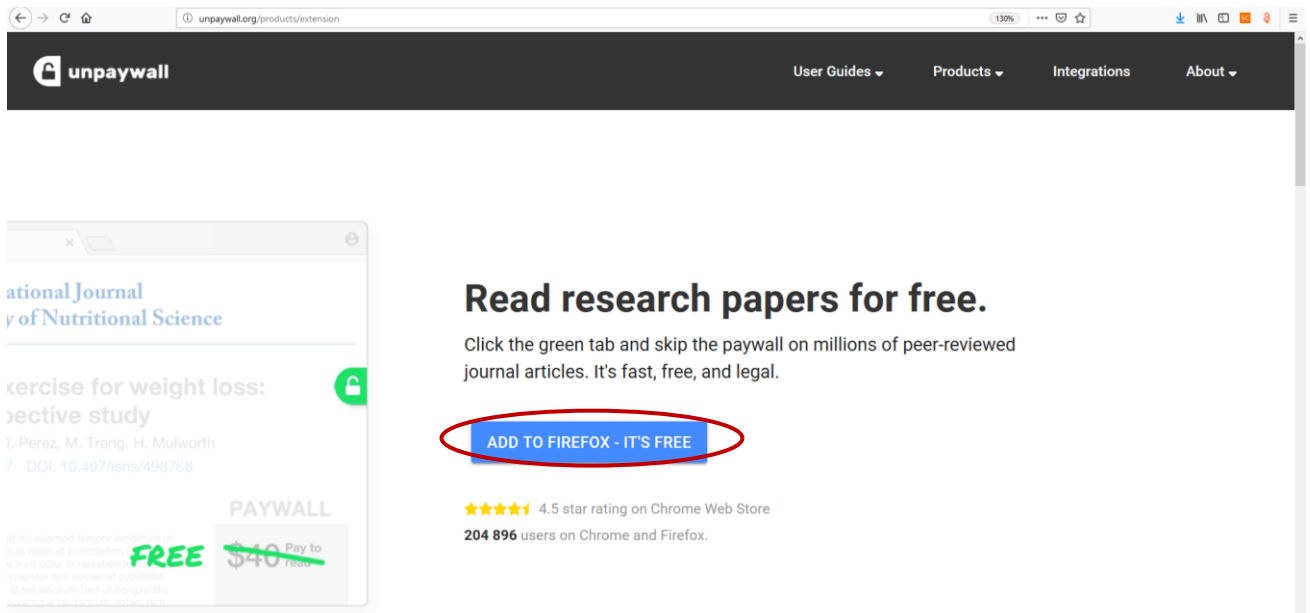 unpaywall.org/products/extension
130%
unpaywall
User Guides
Products
Integrations
About
ational Journal
y of Nutritional Science
xercise for weight loss:
pective study
. Perez, M. Trang, H. Mulworth
7 DOI: 10.497/isns/498768
PAYWALL
FREE
$40 Pay to
read
Read research papers for free.
Click the green tab and skip the paywall on millions of peer-reviewed
journal articles. It's fast, free, and legal.
ADD TO FIREFOX - IT'S FREE
4.5 star rating on Chrome Web Store
204 896 users on Chrome and Firefox.